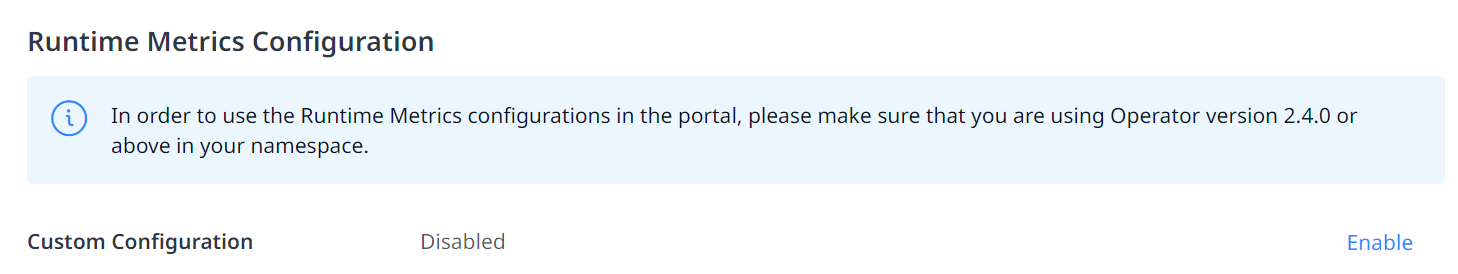 Runtime Metrics Configuration
In order to use the Runtime Metrics configurations in the portal, please make sure that you are using Operator version 2.4.0 or
above in your namespace.
Custom Configuration Disabled Enable